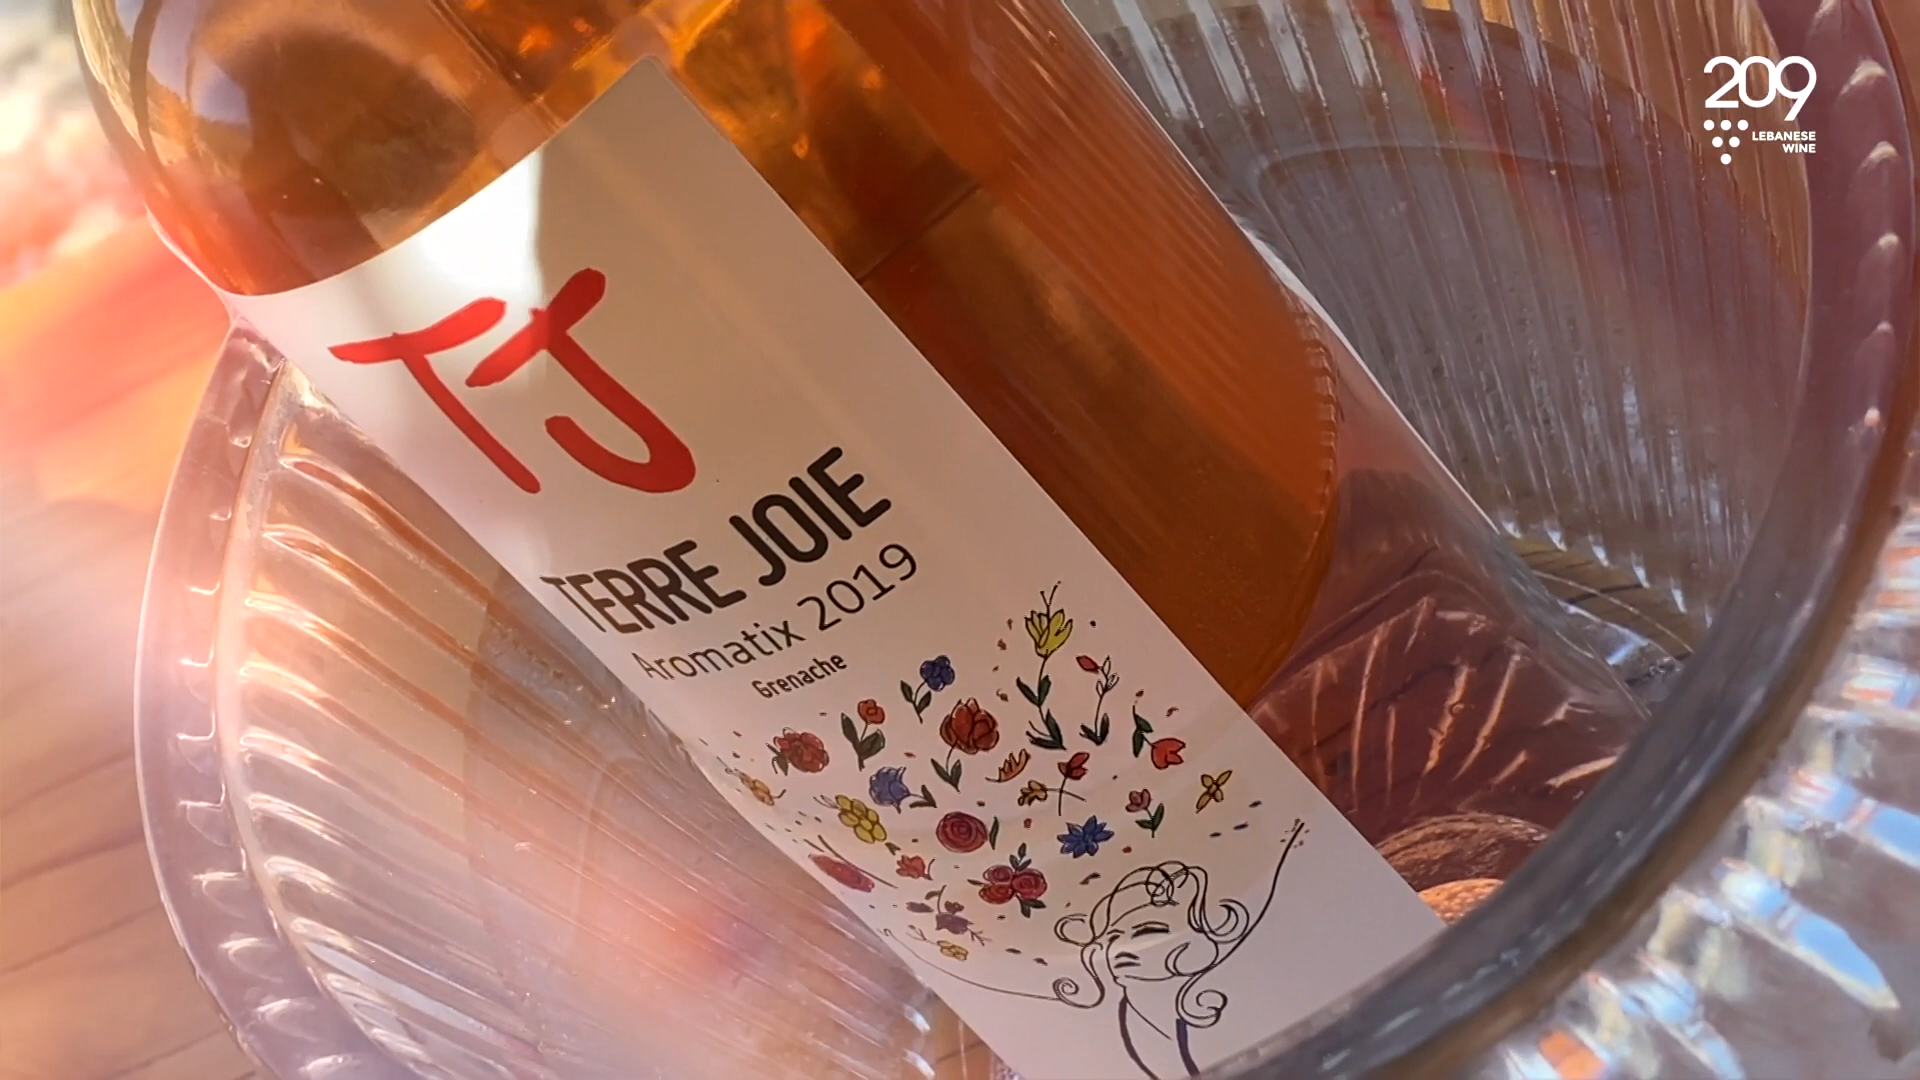 TJ
TERRE JOIE
Aromatix 2019
Grenache
209
LEBANESE
WINE